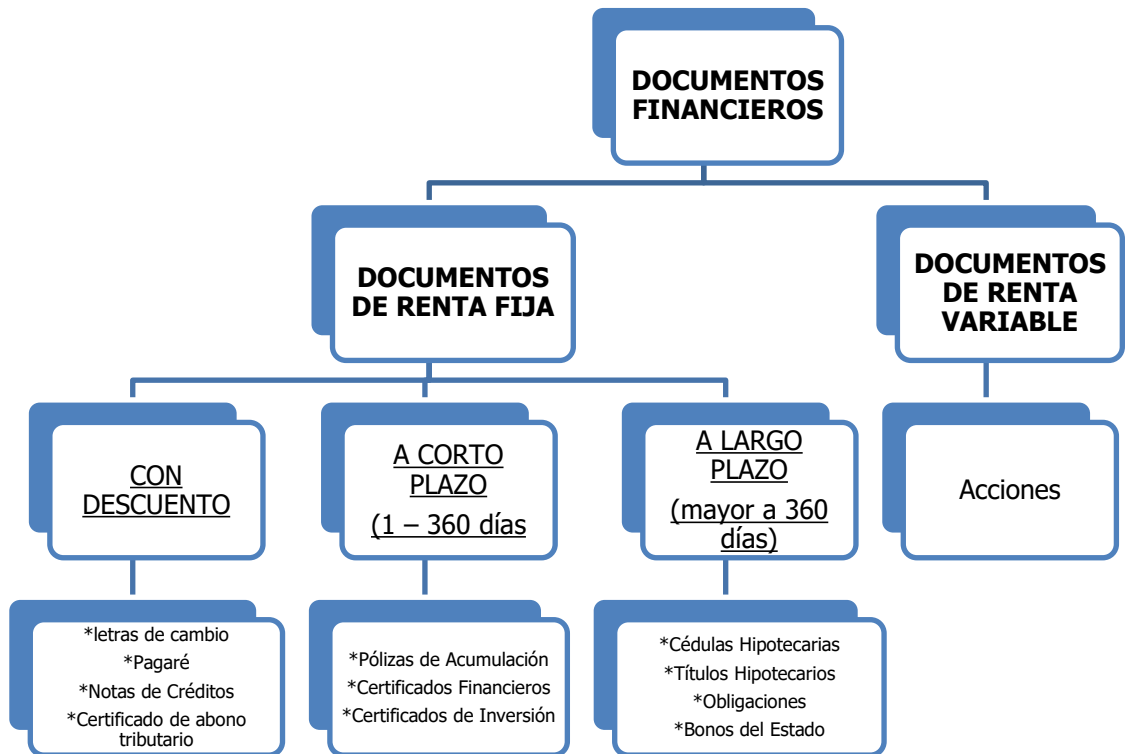 DOCUMENTOS
FINANCIEROS
DOCUMENTOS
DE RENTA FIJA
DOCUMENTOS
DE RENTA
VARIABLE
CON
DESCUENTO
A CORTO
PLAZO
(1 – 360 días
A LARGO
PLAZO
(mayor a 360
días)
Acciones
*letras de cambio
*Pagaré
*Notas de Créditos
*Certificado de abono
tributario
*Pólizas de Acumulación
*Certificados Financieros
*Certificados de Inversión
*Cédulas Hipotecarias
*Títulos Hipotecarios
*Obligaciones
*Bonos del Estado